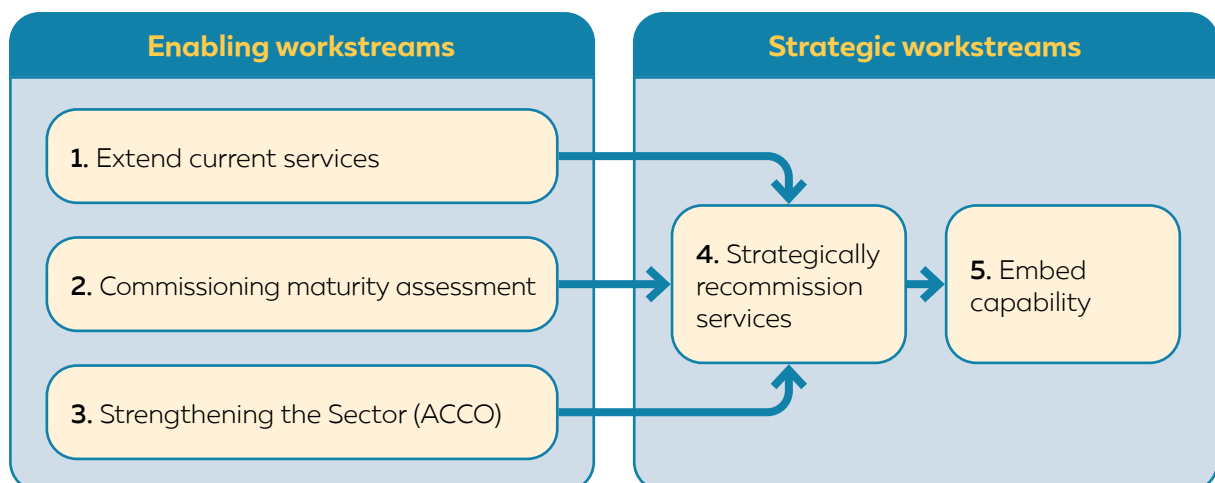 Enabling workstreams
1. Extend current services
2. Commissioning maturity assessment
3. Strengthening the Sector (ACCO)
Strategic workstreams
4. Strategically
recommission
services
5. Embed
capability